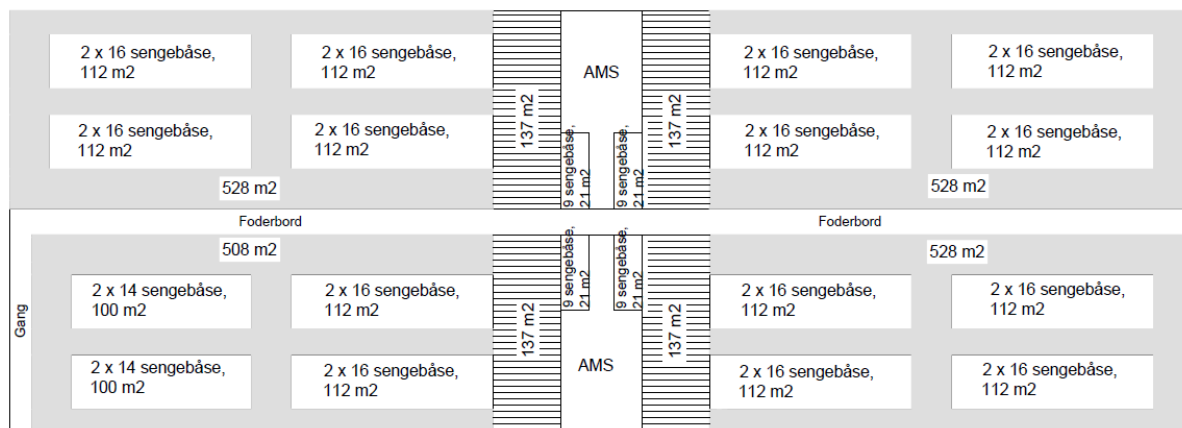 2 x 16 sengebåse,
112 m2
2 x 16 sengebåse,
112 m2
137 m2
AMS
137 m2
2 x 16 sengebåse,
112 m2
2 x 16 sengebåse,
112 m2
2 x 16 sengebåse,
112 m2
2 x 16 sengebåse,
112 m2
9 sengebåse,
21 m2
9 sengebåse,
21 m2
2 x 16 sengebåse,
112 m2
2 x 16 sengebåse,
112 m2
528 m2
528 m2
Foderbord
Foderbord
Gang
508 m2
528 m2
2 x 14 sengebåse,
100 m2
2 x 16 sengebåse,
112 m2
137 m2
9 sengebåse,
21 m2
9 sengebåse,
21 m2
137 m2
2 x 16 sengebåse,
112 m2
2 x 16 sengebåse,
112 m2
2 x 14 sengebåse,
100 m2
2 x 16 sengebåse,
112 m2
AMS
2 x 16 sengebåse,
112 m2
2 x 16 sengebåse,
112 m2